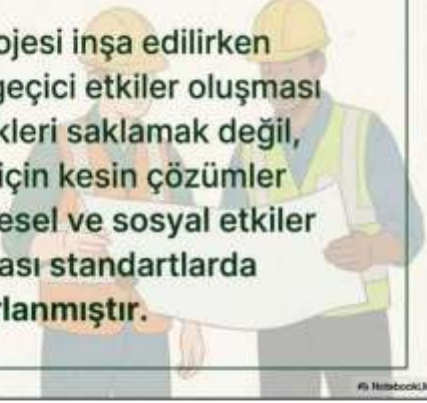 ojesi inşa edilirken
geçici etkiler oluşması
kleri saklamak değil,
için kesin çözümler
esel ve sosyal etkiler
ası standartlarda
rlanmıştır.
NotebookLM